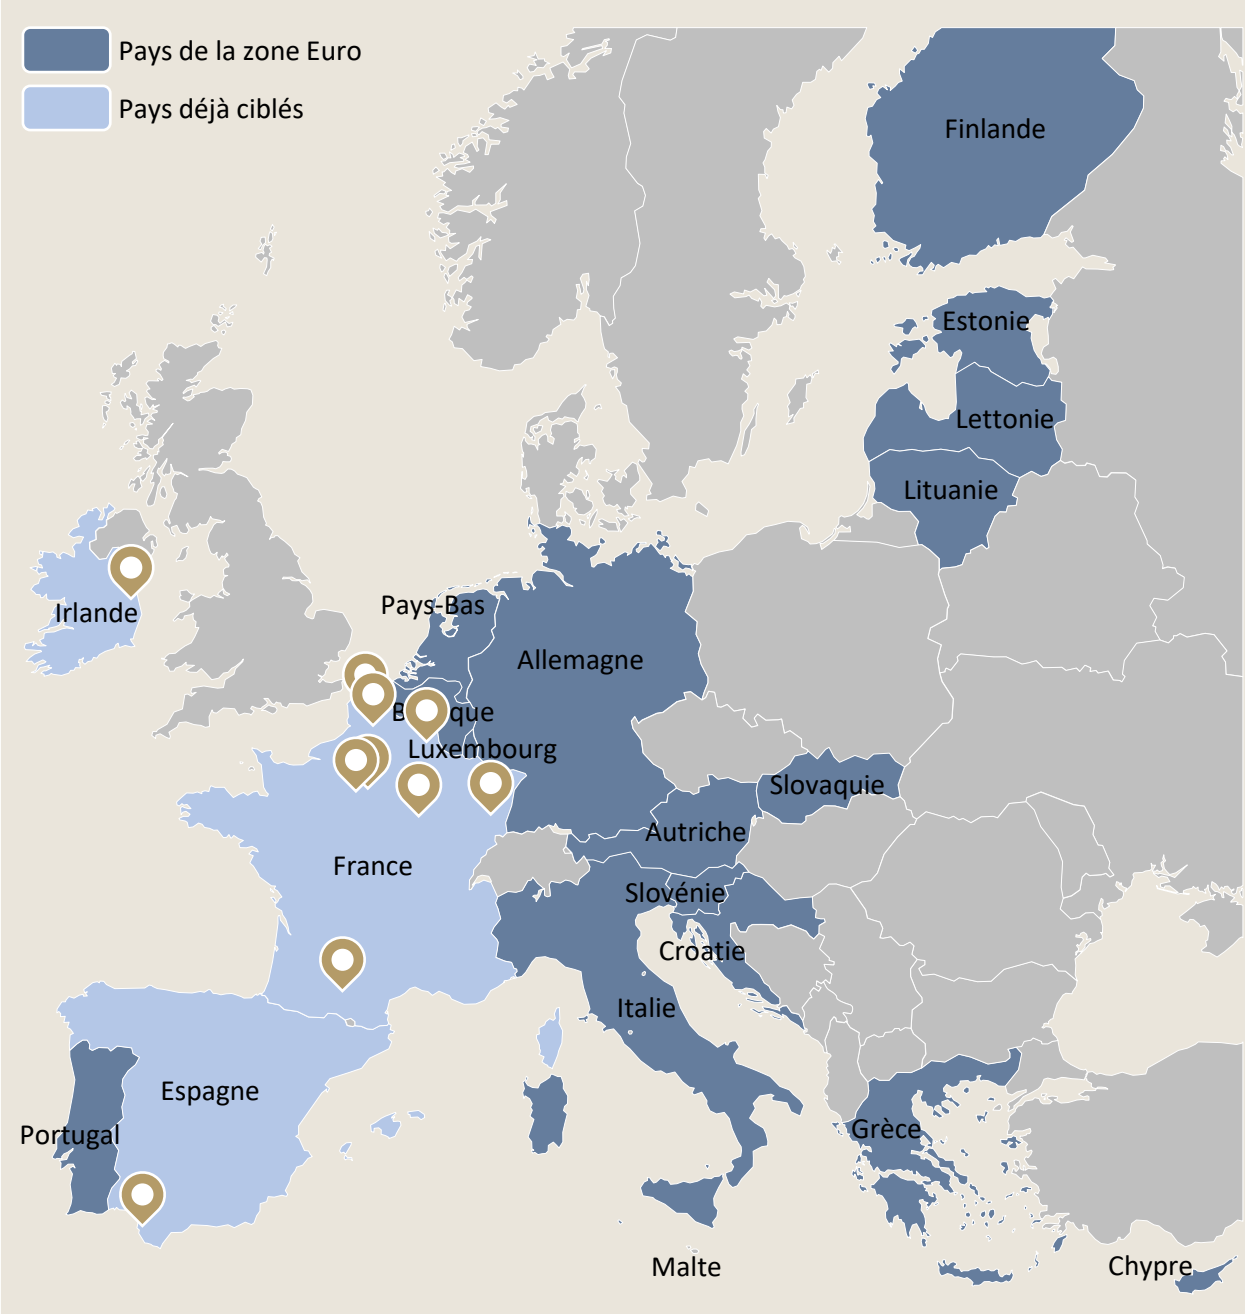 Pays de la zone Euro
Pays déjà ciblés
Finlande
Estonie
Lettonie
Lituanie
Pays-Bas
Irlande
Allemagne
Luxembourg
Slovaquie
Autriche
France
Slovénie
Croatie
Italie
Espagne
Grèce
Portugal
Malte
Chypre